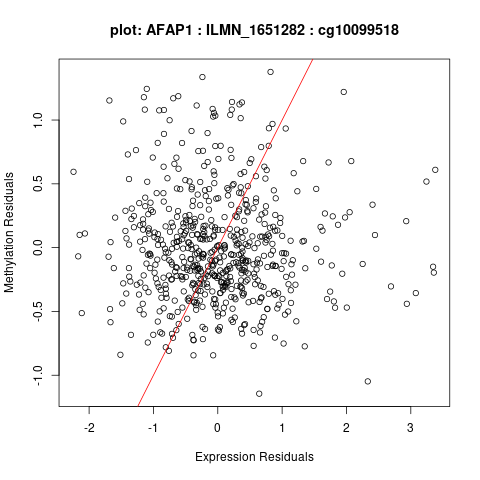 plot: AFAP1 : ILMN_1651282 : cg10099518
Methylation Residuals
1.0
0.5
0.0
-0.5
-1.0
-2 -1 0 1 2 3
Expression Residuals